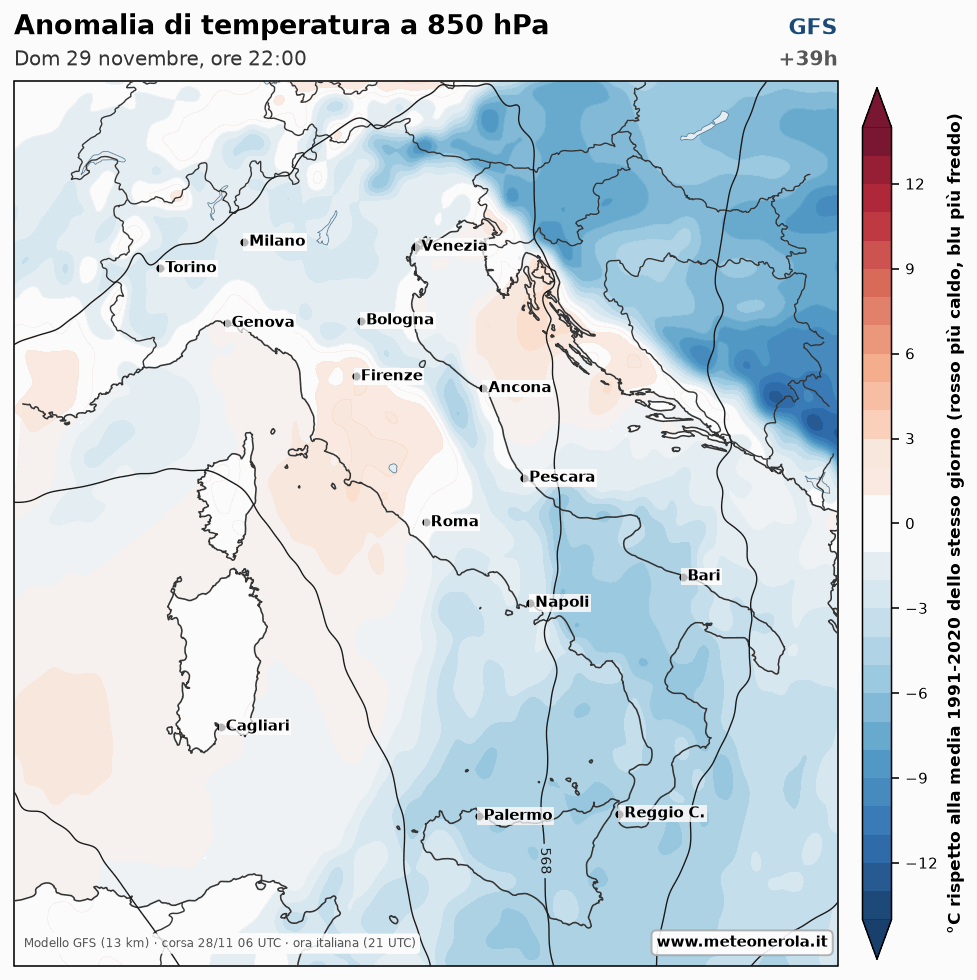 Anomalia di temperatura a 850 hPa
GFS
Dom 29 novembre, ore 22:00
+39h
Milano
Venezia
Torino
Genova
Bologna
Firenze
Ancona
Pescara
Roma
Bari
Napoli
Cagliari
Palermo
Reggio C.
568
12
9
6
3
0
−3
−6
−9
−12
°C rispetto alla media 1991-2020 dello stesso giorno (rosso più caldo, blu più freddo)
Modello GFS (13 km) · corsa 28/11 06 UTC · ora italiana (21 UTC)
www.meteonerola.it